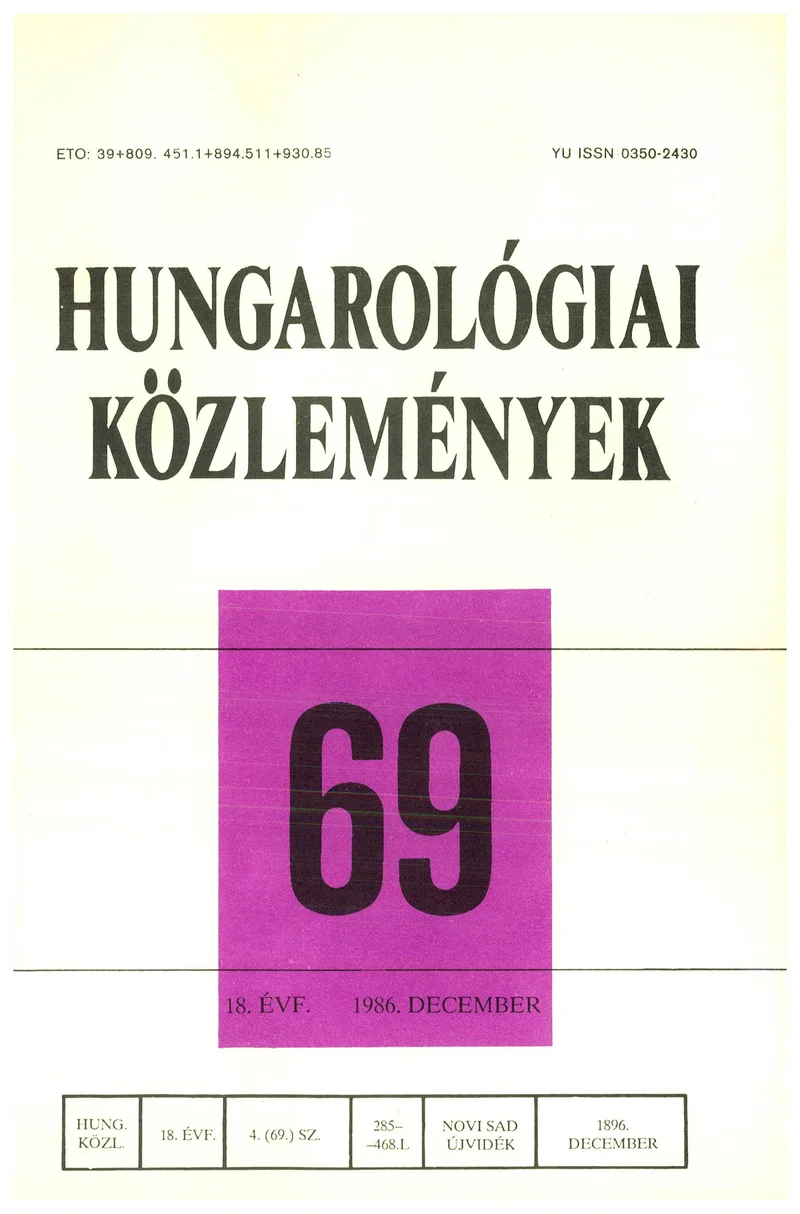 ETO: 39+809. 451.1+894.511+930.85 YU ISSN 0350-2430
HUNGAROLÓGIAI
KÖZLEMÉNYEK
69
18. ÉVF. 1986. DECEMBER
HUNG.
KÖZL.
18. ÉVF.
4. (69.) SZ.
285–
–468.l.
NOVI SAD
ÚJVIDÉK
1896.
DECEMBER